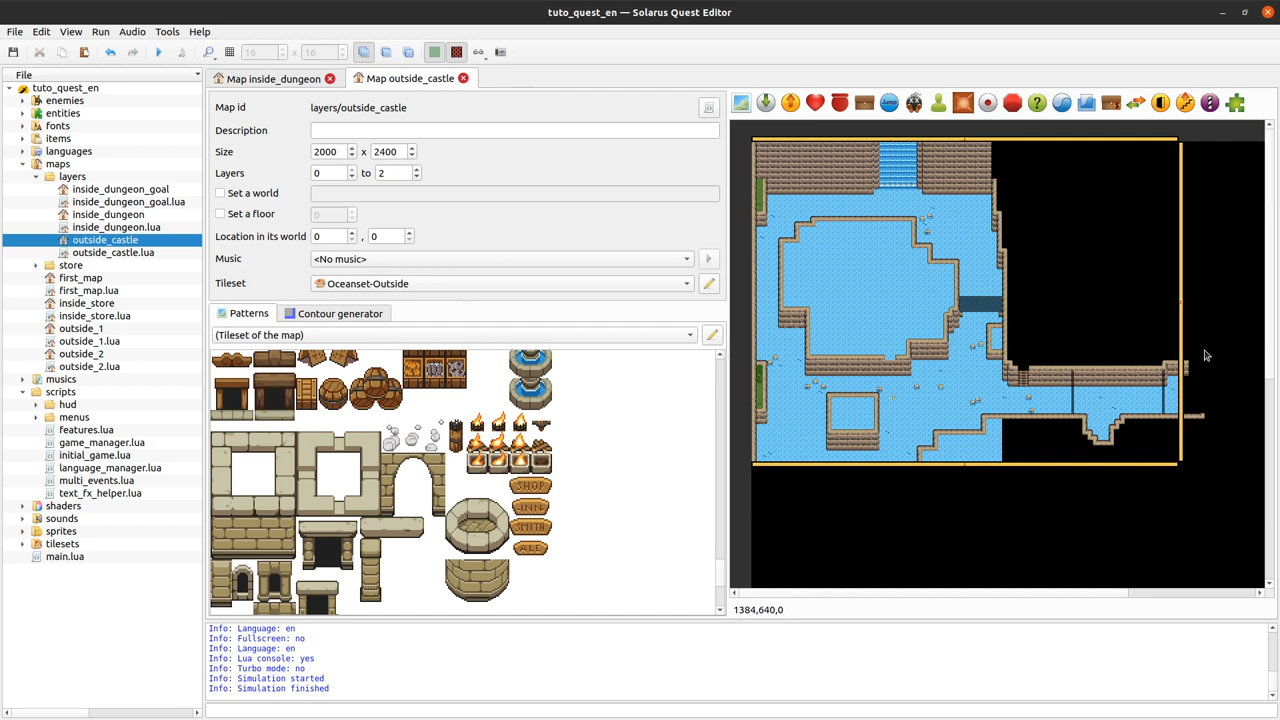 tuto_quest_en — Solarus Quest Editor
File Edit View Run Audio Tools Help
16 x 16
File
tuto_quest_en
enemies
entities
fonts
items
languages
maps
layers
inside_dungeon_goal
inside_dungeon_goal.lua
inside_dungeon
inside_dungeon.lua
outside_castle
outside_castle.lua
store
first_map
first_map.lua
inside_store
inside_store.lua
outside_1
outside_1.lua
outside_2
outside_2.lua
musics
scripts
hud
menus
features.lua
game_manager.lua
initial_game.lua
language_manager.lua
multi_events.lua
text_fx_helper.lua
shaders
sounds
sprites
tilesets
main.lua
Map inside_dungeon
Map outside_castle
Map id layers/outside_castle
Description
Size 2000 x 2400
Layers 0 to 2
Set a world
Set a floor 0
Location in its world 0 , 0
Music <No music>
Tileset Oceanset-Outside
Patterns Contour generator
(Tileset of the map)
SHOP
INN
SMITH
ALE
Jump
1384,640,0
Info: Language: en
Info: Fullscreen: no
Info: Language: en
Info: Lua console: yes
Info: Turbo mode: no
Info: Simulation started
Info: Simulation finished